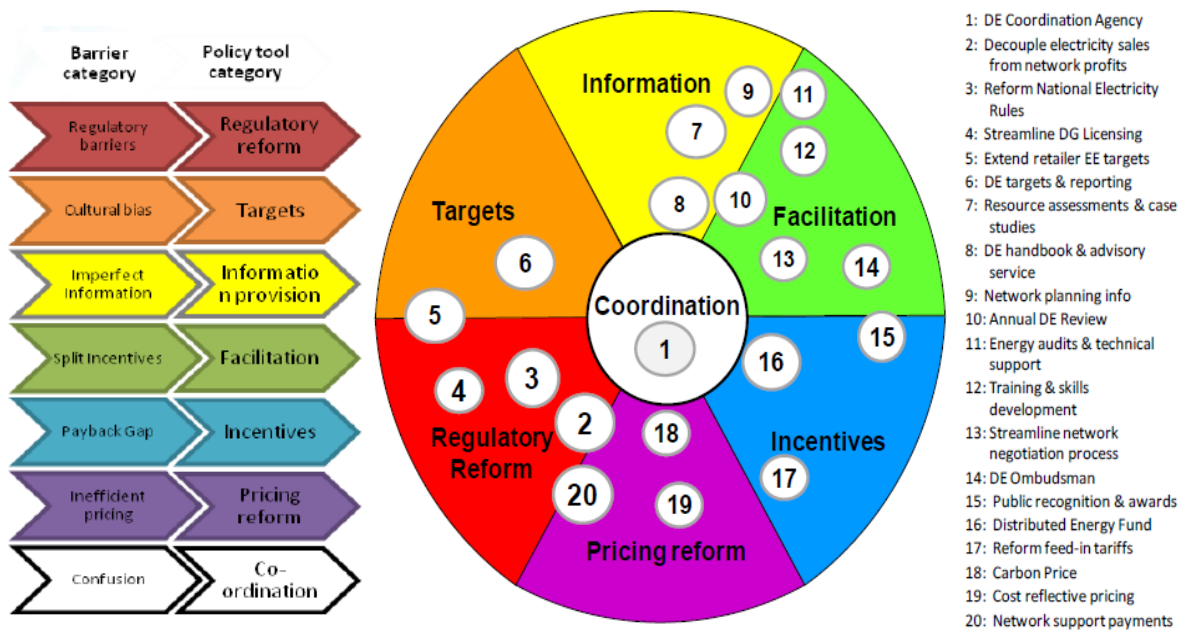 Barrier
category
Policy tool
category
Regulatory
barriers
Regulatory
reform
Cultural bias
Targets
Imperfect
Information
Informatio
n provision
Split Incentives
Facilitation
Payback Gap
Incentives
Inefficient
pricing
Pricing
reform
Confusion
Co-
ordination
Information
9
11
7
12
8
10
Targets
Facilitation
6
13
14
Coordination
5
15
1
16
3
4
2
18
Regulatory
Reform
Incentives
17
20
19
Pricing reform
1: DE Coordination Agency
2: Decouple electricity sales
from network profits
3: Reform National Electricity
Rules
4: Streamline DG Licensing
5: Extend retailer EE targets
6: DE targets & reporting
7: Resource assessments & case
studies
8: DE handbook & advisory
service
9: Network planning info
10: Annual DE Review
11: Energy audits & technical
support
12: Training & skills
development
13: Streamline network
negotiation process
14: DE Ombudsman
15: Public recognition & awards
16: Distributed Energy Fund
17: Reform feed-in tariffs
18: Carbon Price
19: Cost reflective pricing
20: Network support payments